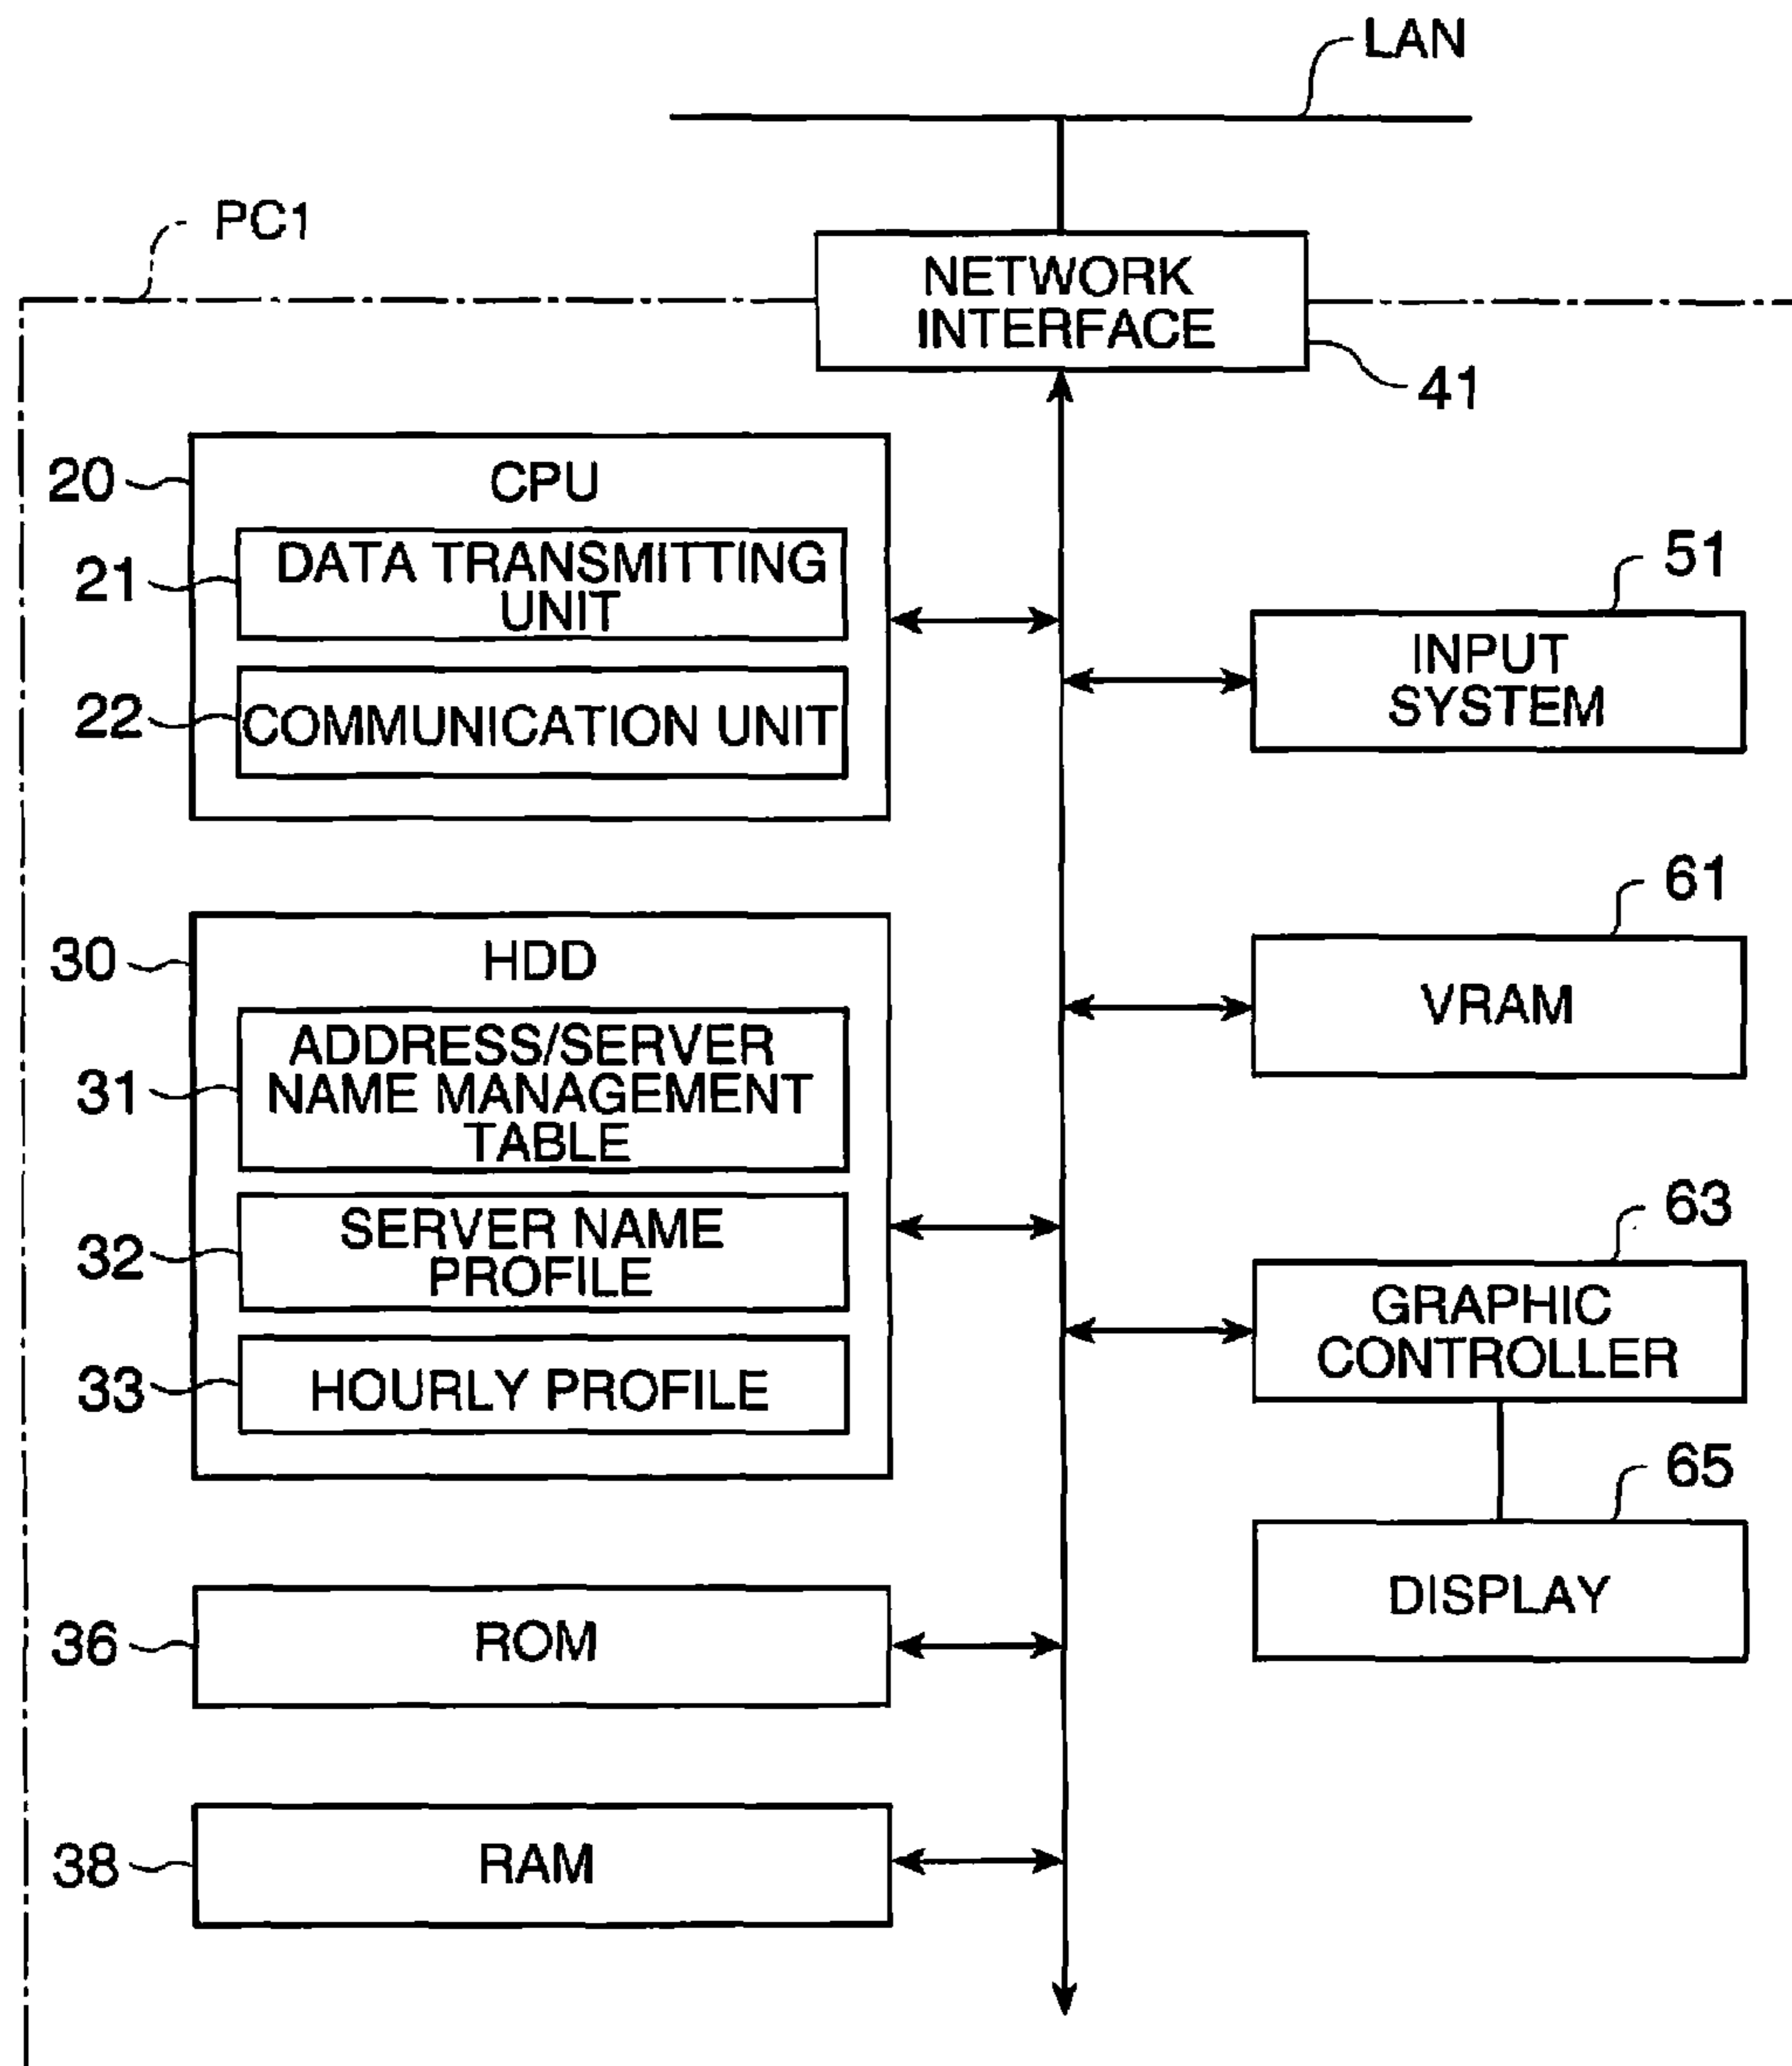 LAN
PC1
NETWORK
INTERFACE
41
20
CPU
21
DATA TRANSMITTING
UNIT
22
COMMUNICATION UNIT
51
INPUT
SYSTEM
61
VRAM
30
HDD
31
ADDRESS/SERVER
NAME MANAGEMENT
TABLE
32
SERVER NAME
PROFILE
33
HOURLY PROFILE
63
GRAPHIC
CONTROLLER
65
DISPLAY
36
ROM
38
RAM